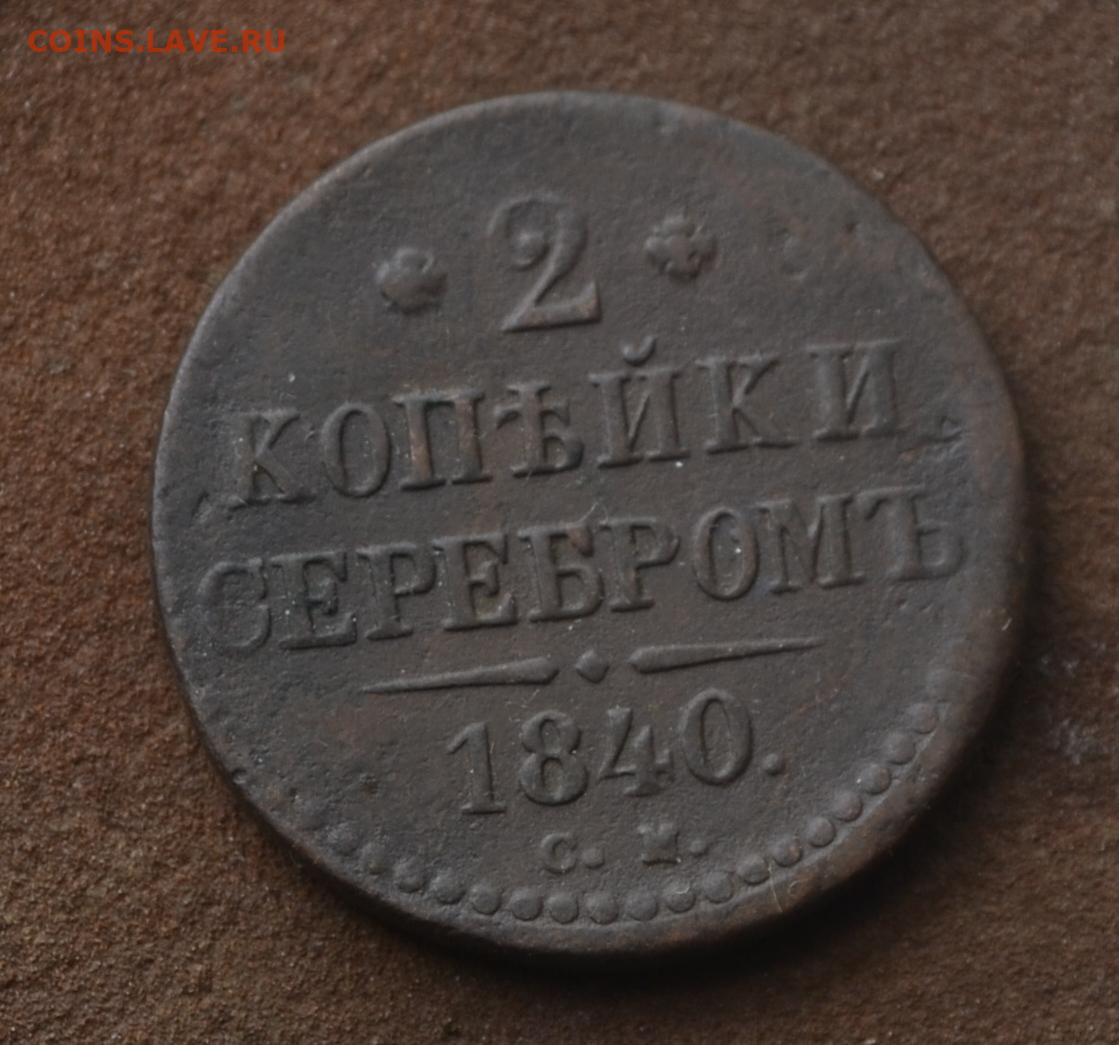 COINS.LAVE.RU
2
КОПѢЙКИ
СЕРЕБРОМЪ
1840.
С. М.